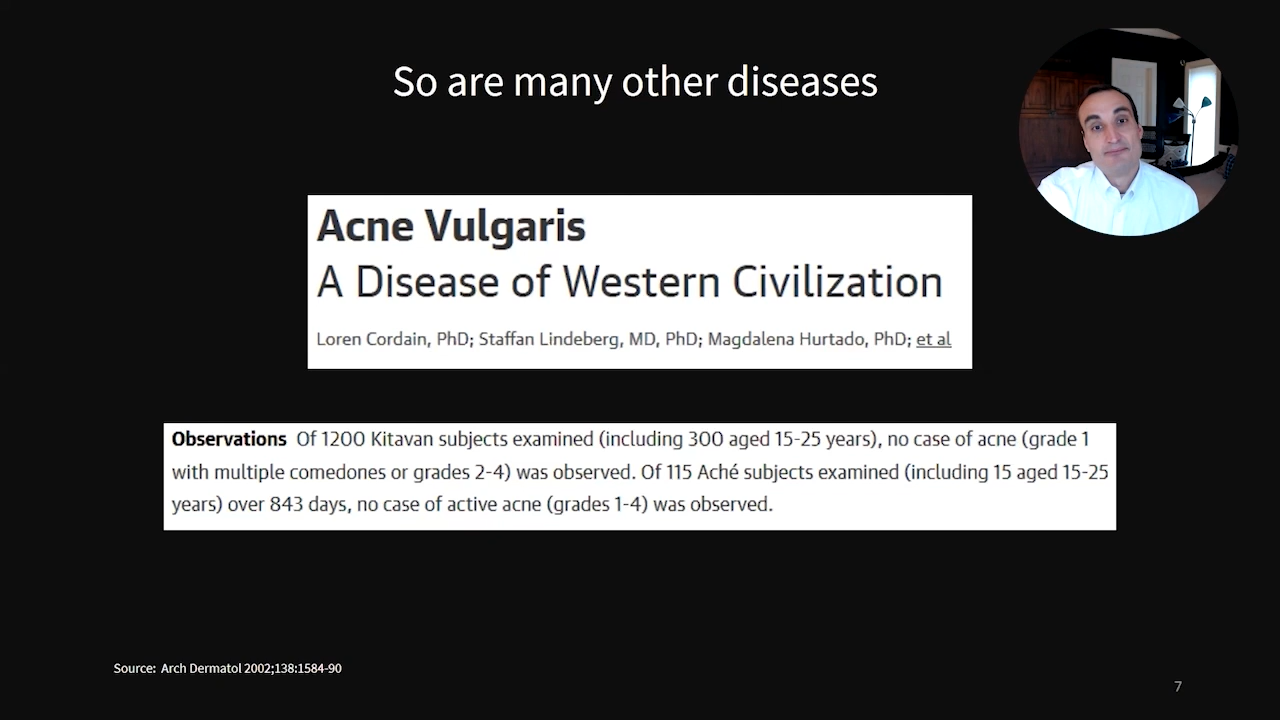 So are many other diseases
Acne Vulgaris
A Disease of Western Civilization
Loren Cordain, PhD; Staffan Lindeberg, MD, PhD; Magdalena Hurtado, PhD; et al
Observations Of 1200 Kitavan subjects examined (including 300 aged 15-25 years), no case of acne (grade 1
with multiple comedones or grades 2-4) was observed. Of 115 Aché subjects examined (including 15 aged 15-25
years) over 843 days, no case of active acne (grades 1-4) was observed.
Source: Arch Dermatol 2002;138:1584-90
7